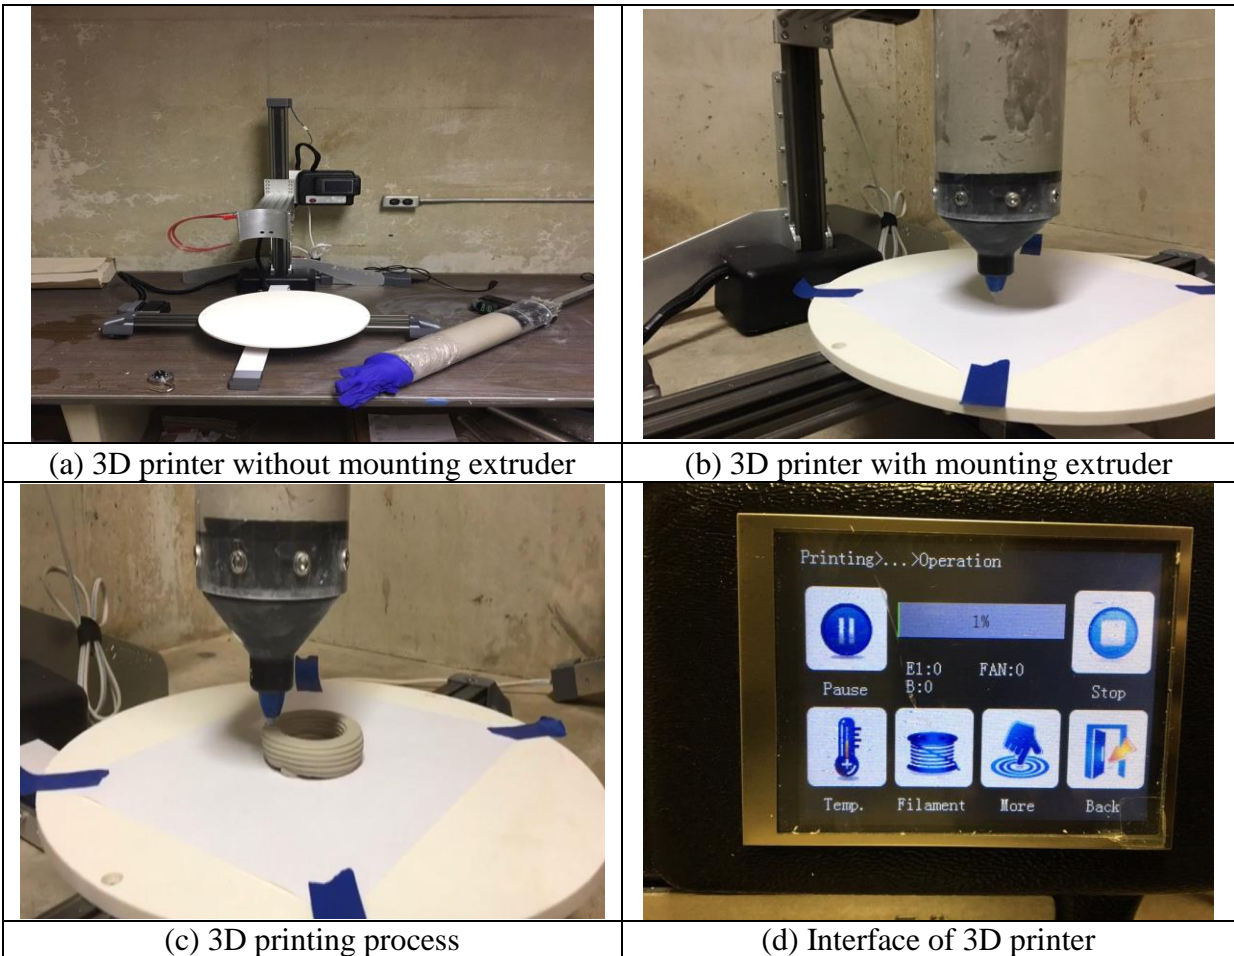 (a) 3D printer without mounting extruder
(b) 3D printer with mounting extruder
(c) 3D printing process
(d) Interface of 3D printer
Printing>...>Operation
1%
E1:0 FAN:0
B:0
Pause
Stop
Temp.
Filament
More
Back